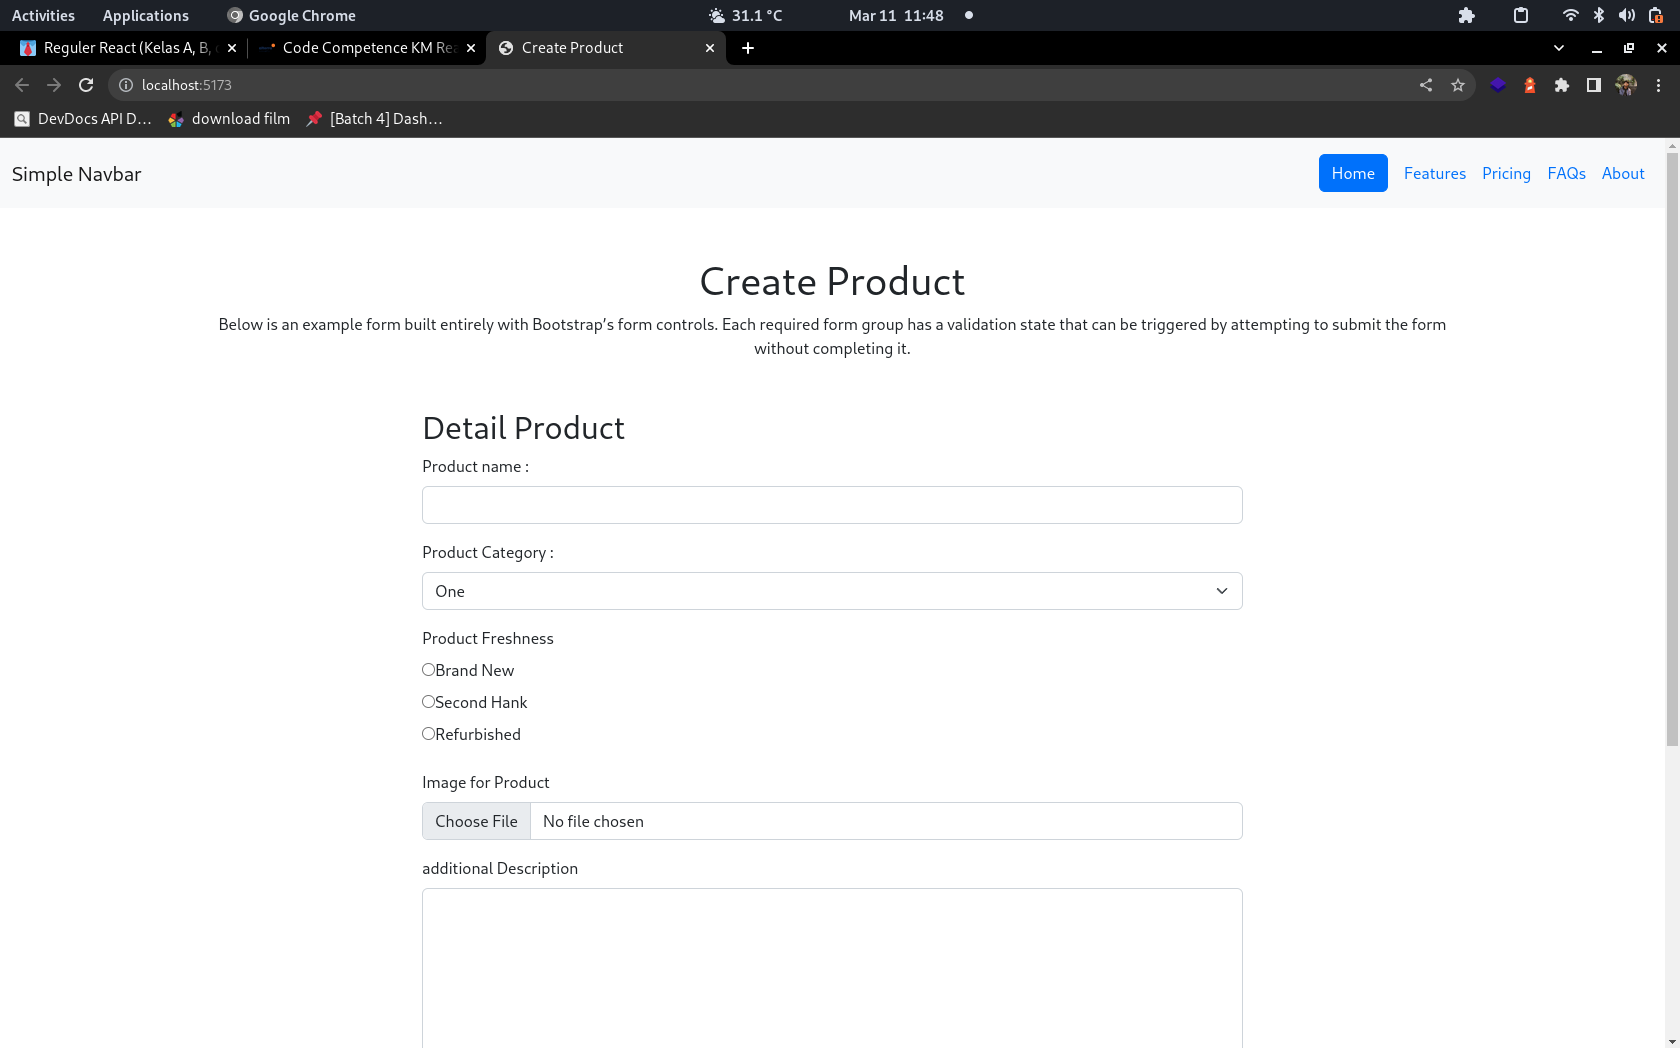 Activities Applications Google Chrome 31.1 °C Mar 11 11:48
Reguler React (Kelas A, B, Code Competence KM Rea Create Product
localhost:5173
DevDocs API D... download film [Batch 4] Dash...
Simple Navbar Home Features Pricing FAQs About
Create Product
Below is an example form built entirely with Bootstrap's form controls. Each required form group has a validation state that can be triggered by attempting to submit the form
without completing it.
Detail Product
Product name :
Product Category :
One
Product Freshness
Brand New
Second Hank
Refurbished
Image for Product
Choose File No file chosen
additional Description